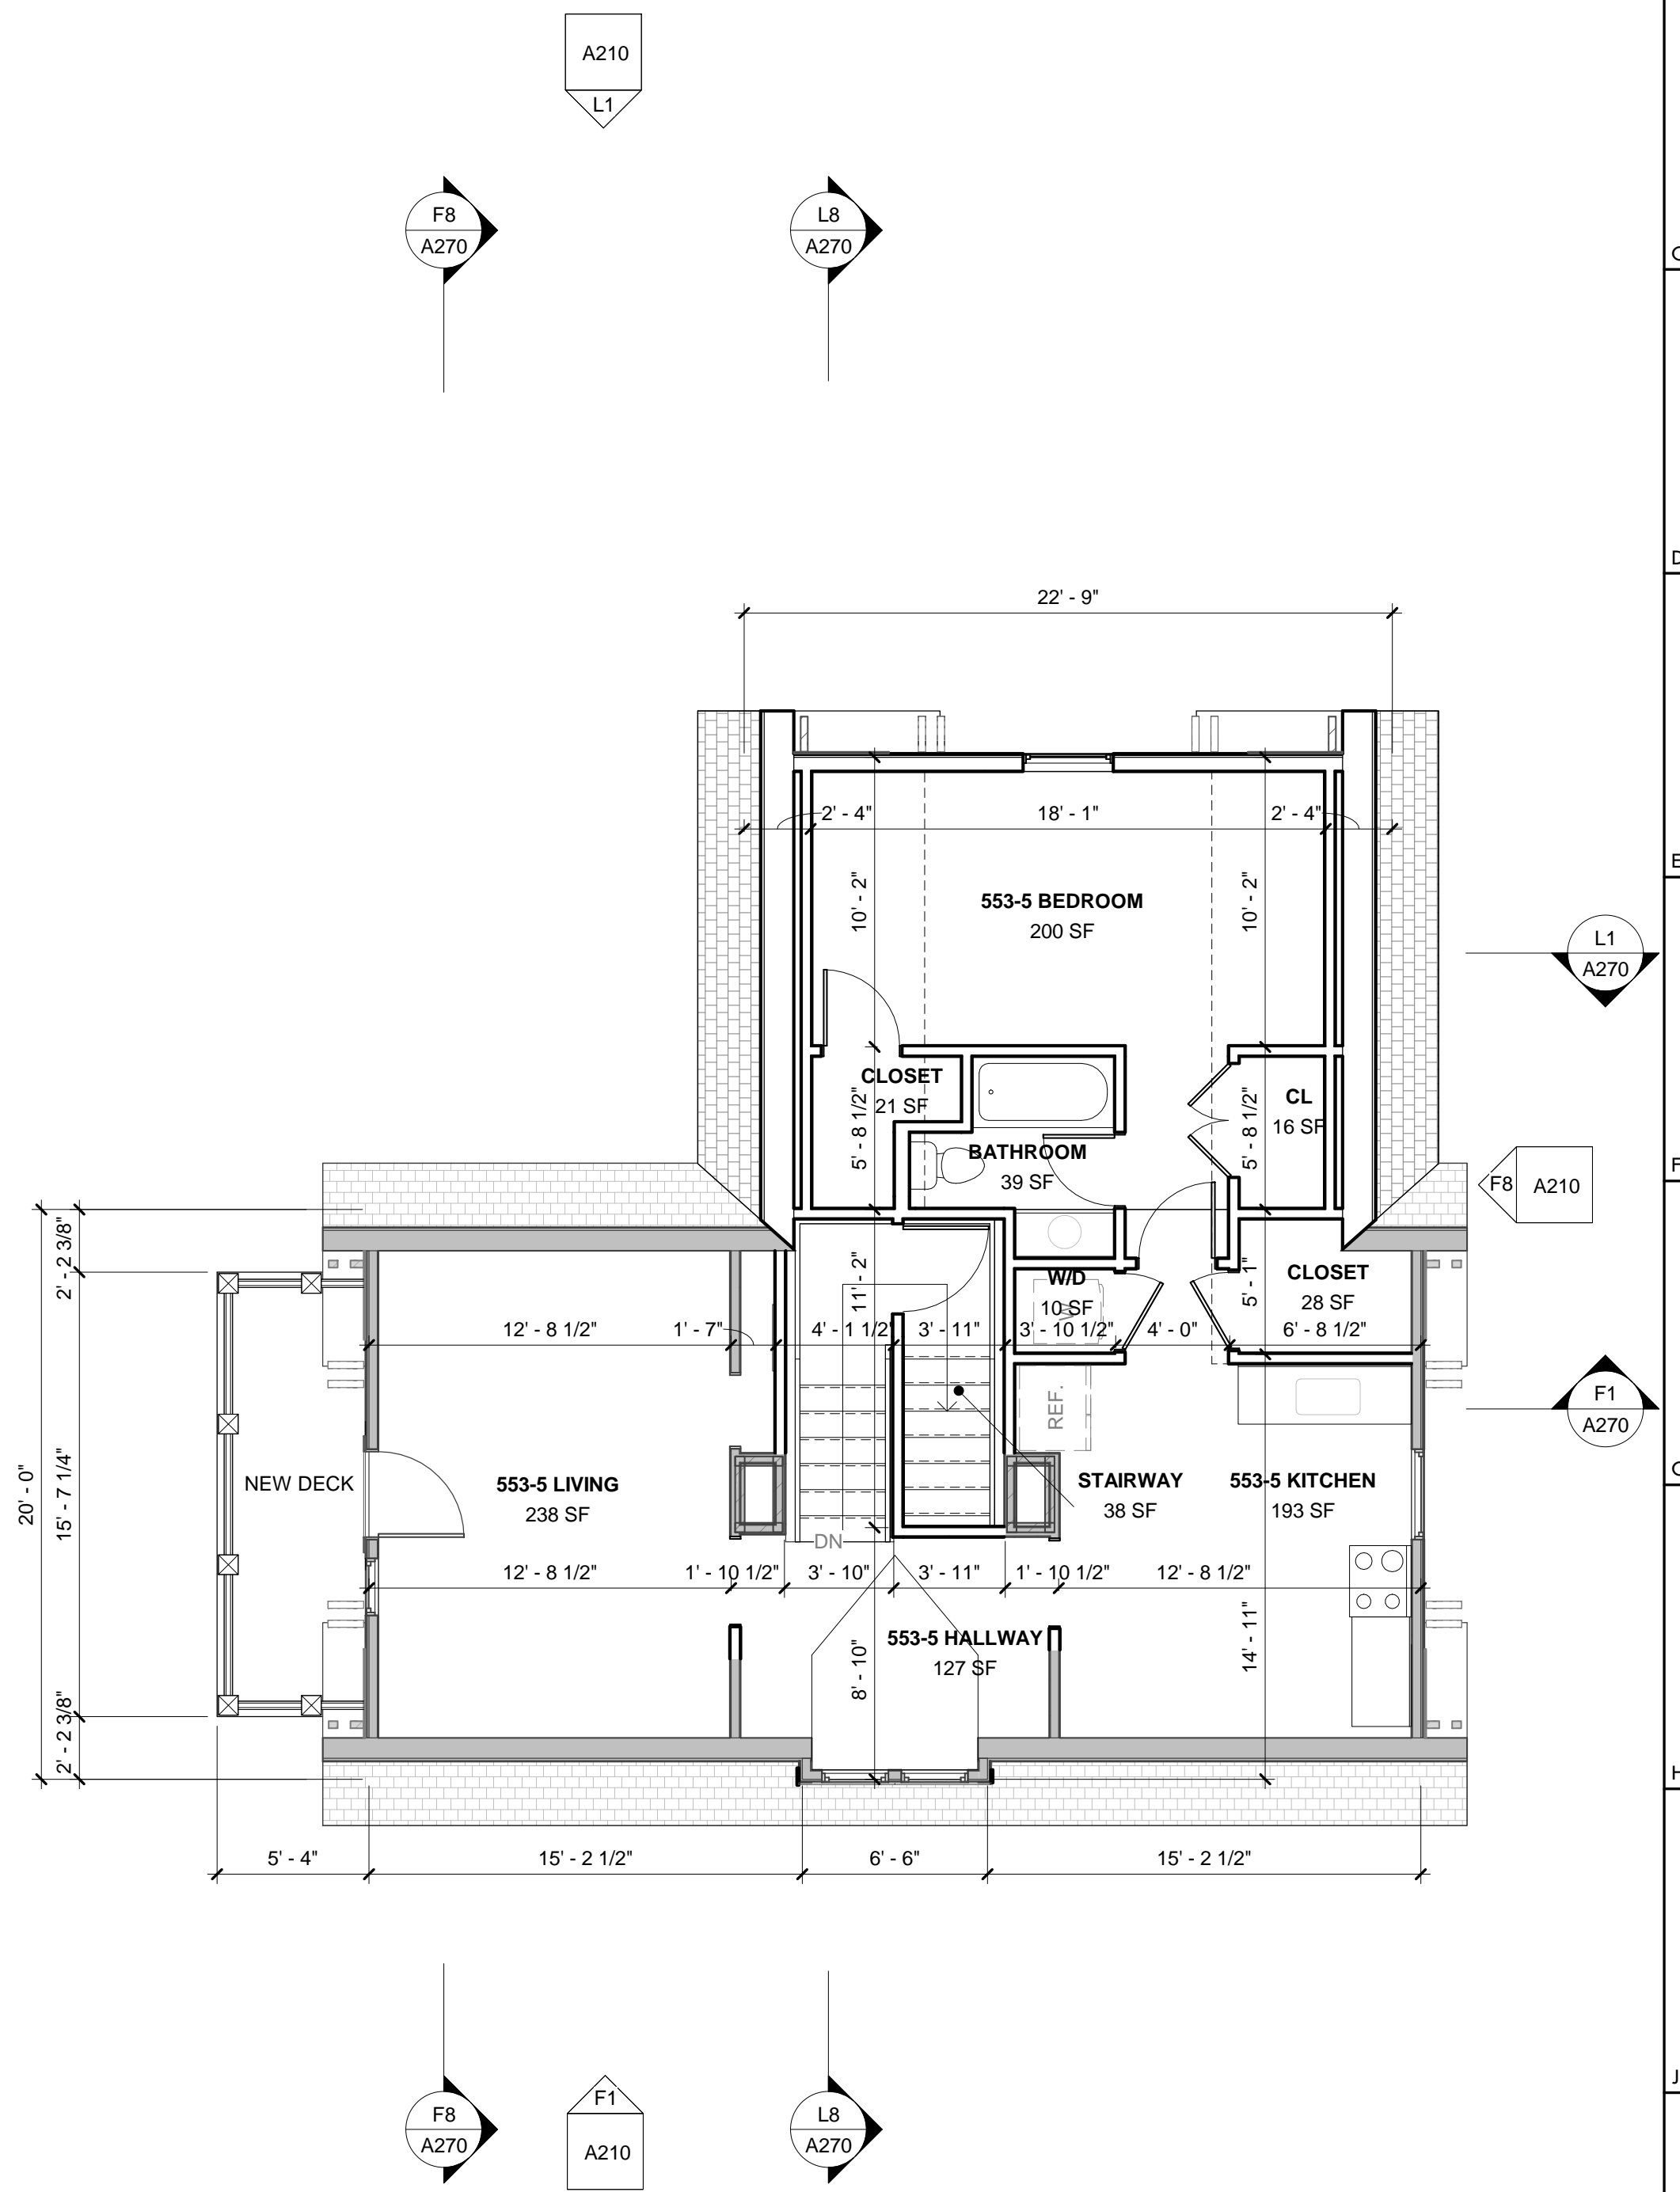 A210
L1
F8
A270
L8
A270
C
D
22' - 9"
2' - 4"
18' - 1"
2' - 4"
E
10' - 2"
10' - 2"
553-5 BEDROOM
200 SF
L1
A270
CLOSET
21 SF
5' - 8 1/2"
CL
16 SF
5' - 8 1/2"
BATHROOM
39 SF
F
F8
A210
2' - 2 3/8"
11' - 2"
W/D
10 SF
W
5' - 1"
CLOSET
28 SF
12' - 8 1/2"
1' - 7"
4' - 1 1/2"
3' - 11"
3' - 10 1/2"
4' - 0"
6' - 8 1/2"
F1
A270
REF.
G
20' - 0"
15' - 7 1/4"
NEW DECK
553-5 LIVING
238 SF
STAIRWAY
38 SF
553-5 KITCHEN
193 SF
DN
12' - 8 1/2"
1' - 10 1/2"
3' - 10"
3' - 11"
1' - 10 1/2"
12' - 8 1/2"
553-5 HALLWAY
127 SF
8' - 10"
14' - 11"
2' - 2 3/8"
H
5' - 4"
15' - 2 1/2"
6' - 6"
15' - 2 1/2"
J
F8
A270
F1
A210
L8
A270